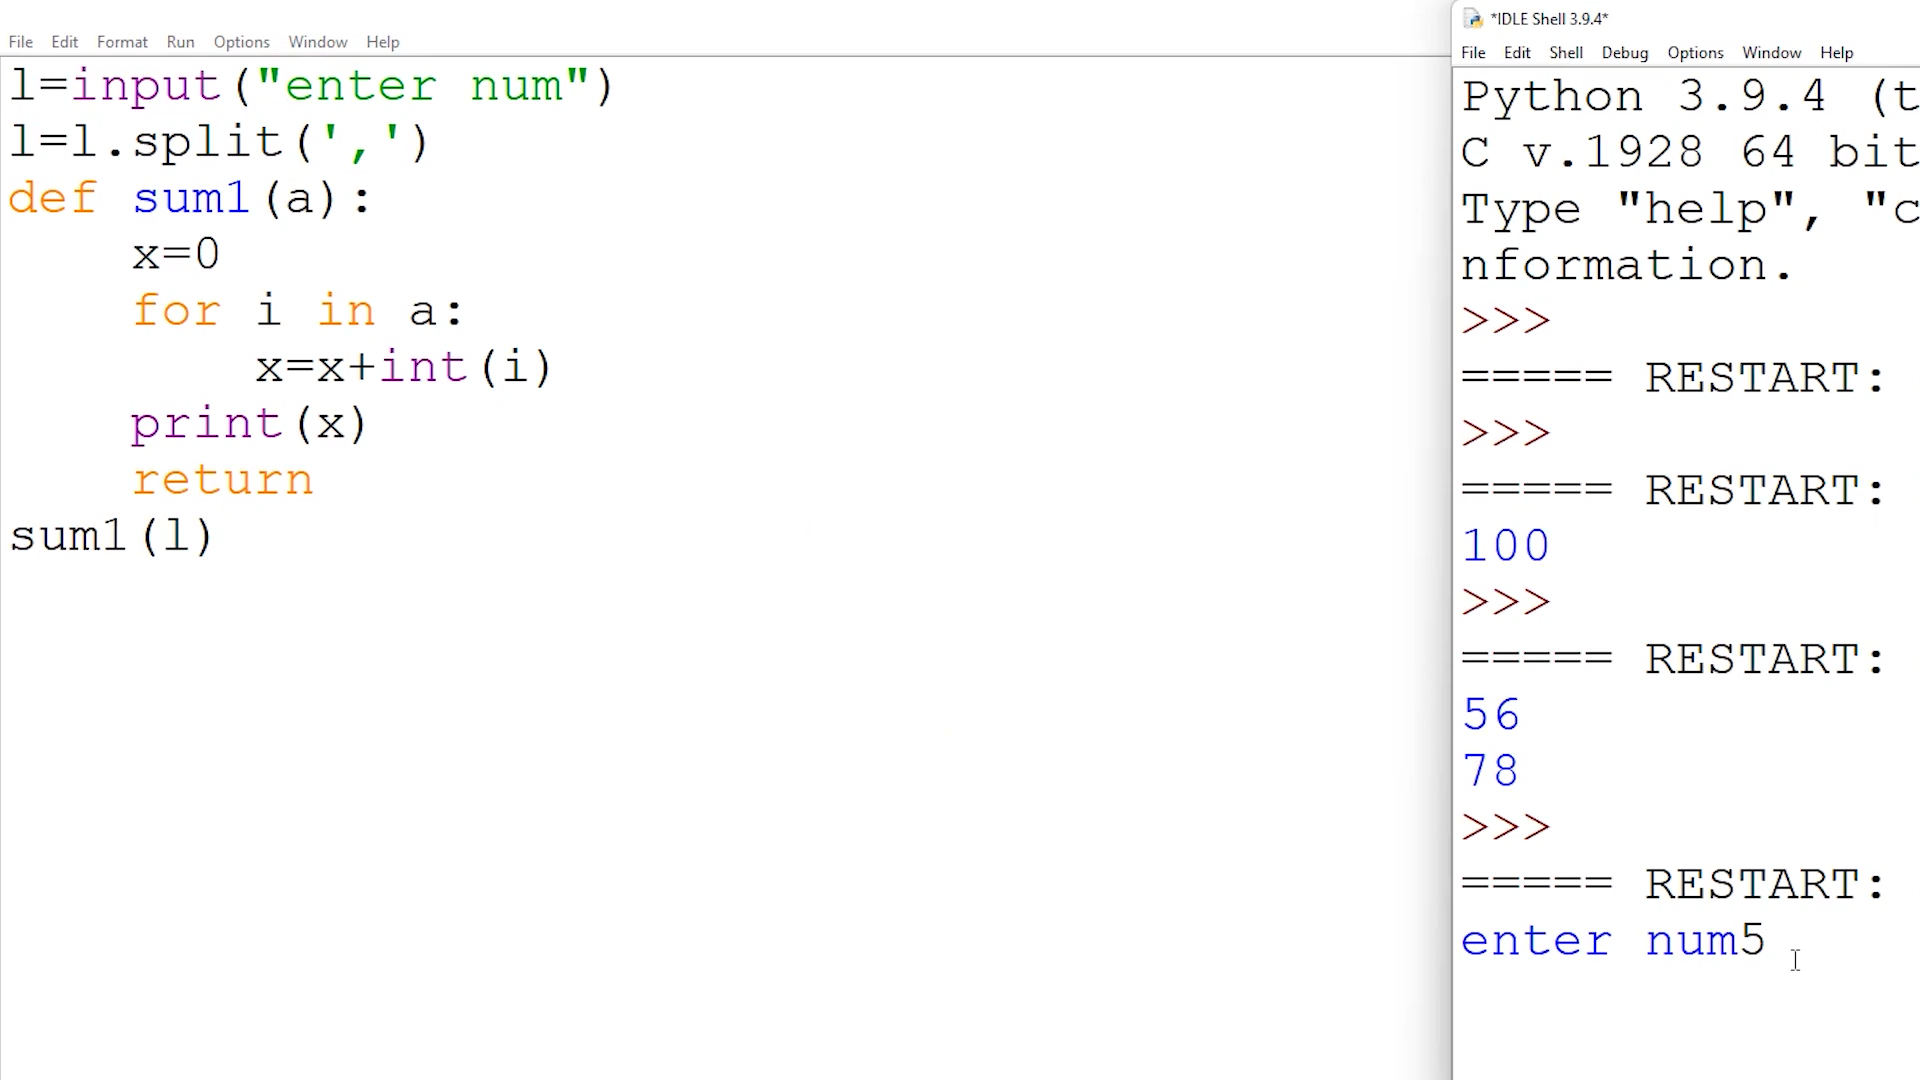 File Edit Format Run Options Window Help
l=input("enter num")
l=l.split(',')
def sum1(a):
    x=0
    for i in a:
        x=x+int(i)
    print(x)
    return
sum1(l)
*IDLE Shell 3.9.4*
File Edit Shell Debug Options Window Help
Python 3.9.4 (t
C v.1928 64 bit
Type "help", "c
nformation.
>>>
===== RESTART:
>>>
===== RESTART:
100
>>>
===== RESTART:
56
78
>>>
===== RESTART:
enter num5